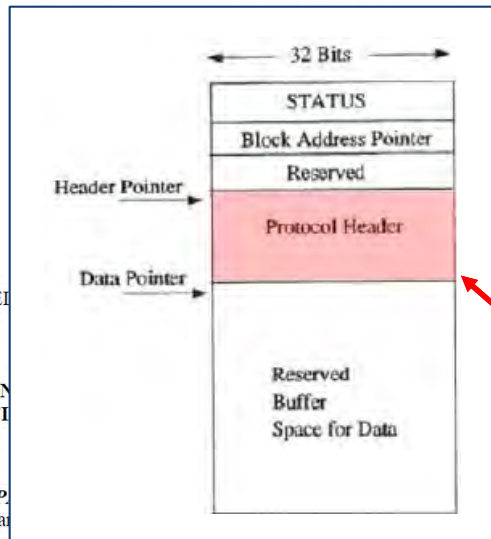 32 Bits
STATUS
Block Address Pointer
Reserved
Header Pointer
Protocol Header
Data Pointer
Reserved
Buffer
Space for Data